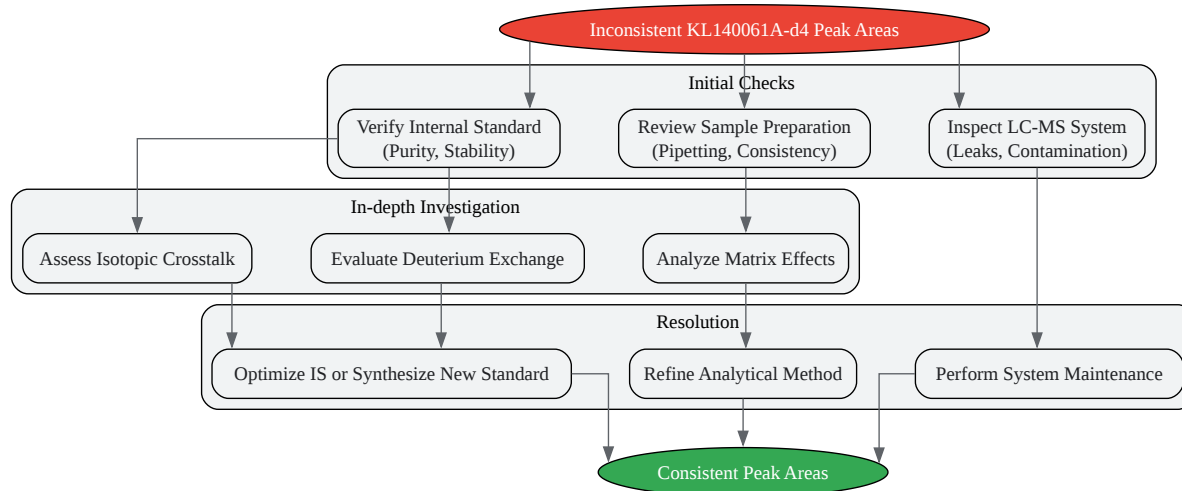 Inconsistent KL140061A-d4 Peak Areas
Initial Checks
Verify Internal Standard
(Purity, Stability)
Review Sample Preparation
(Pipetting, Consistency)
Inspect LC-MS System
(Leaks, Contamination)
In-depth Investigation
Assess Isotopic Crosstalk
Evaluate Deuterium Exchange
Analyze Matrix Effects
Resolution
Optimize IS or Synthesize New Standard
Refine Analytical Method
Perform System Maintenance
Consistent Peak Areas